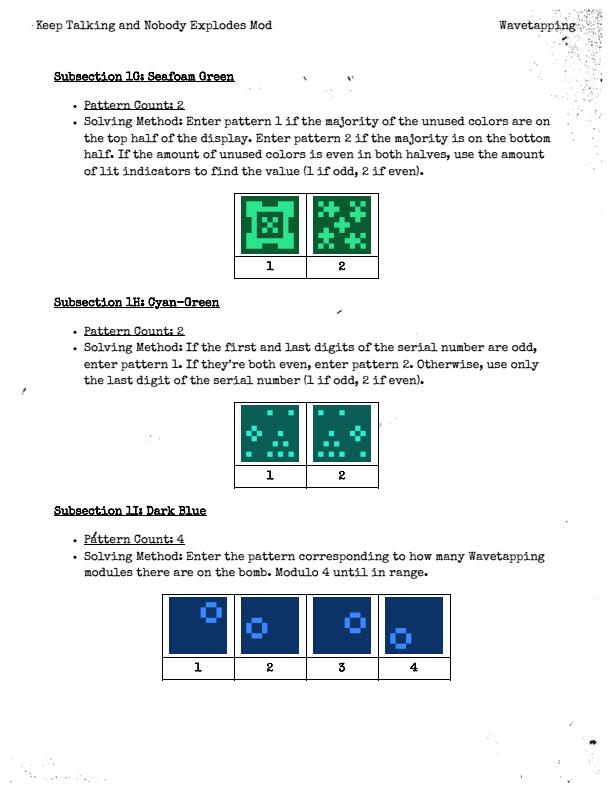 Keep Talking and Nobody Explodes Mod
Wavetapping
Subsection 1G: Seafoam Green
• Pattern Count: 2
• Solving Method: Enter pattern 1 if the majority of the unused colors are on
the top half of the display. Enter pattern 2 if the majority is on the bottom
half. If the amount of unused colors is even in both halves, use the amount
of lit indicators to find the value (1 if odd, 2 if even).
1 2
Subsection 1H: Cyan-Green
• Pattern Count: 2
• Solving Method: If the first and last digits of the serial number are odd,
enter pattern 1. If they're both even, enter pattern 2. Otherwise, use only
the last digit of the serial number (1 if odd, 2 if even).
1 2
Subsection 1I: Dark Blue
• Pattern Count: 4
• Solving Method: Enter the pattern corresponding to how many Wavetapping
modules there are on the bomb. Modulo 4 until in range.
1 2 3 4